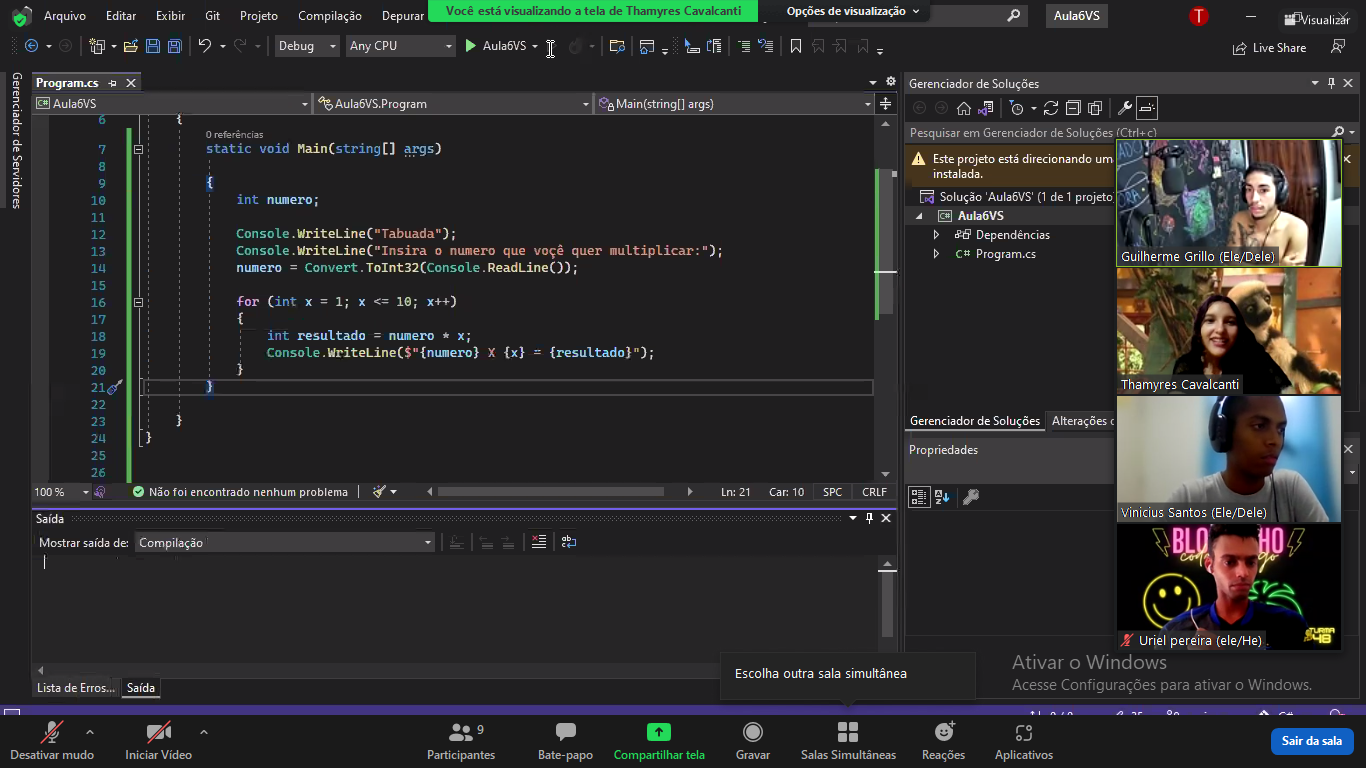 Arquivo Editar Exibir Git Projeto Compilação Depurar
Você está visualizando a tela de Thamyres Cavalcanti
Opções de visualização
Aula6VS
T
Visualizar
Debug Any CPU Aula6VS
Live Share
Gerenciador de Servidores
Program.cs
Aula6VS Aula6VS.Program Main(string[] args)
6 {
0 referências
7 static void Main(string[] args)
8
9 {
10 int numero;
11
12 Console.WriteLine("Tabuada");
13 Console.WriteLine("Insira o numero que voçê quer multiplicar:");
14 numero = Convert.ToInt32(Console.ReadLine());
15
16 for (int x = 1; x <= 10; x++)
17 {
18 int resultado = numero * x;
19 Console.WriteLine($"{numero} X {x} = {resultado}");
20 }
21 }
22
23 }
24 }
25
26
100 % Não foi encontrado nenhum problema Ln: 21 Car: 10 SPC CRLF
Saída
Mostrar saída de: Compilação
Lista de Erros... Saída
Gerenciador de Soluções
Pesquisar em Gerenciador de Soluções (Ctrl+ç)
Este projeto está direcionando um
instalada.
Solução 'Aula6VS' (1 de 1 projeto
Aula6VS
Dependências
C# Program.cs
Gerenciador de Soluções Alterações
Propriedades
Guilherme Grillo (Ele/Dele)
Thamyres Cavalcanti
Vinicius Santos (Ele/Dele)
TURMA
48
Uriel pereira (ele/He)
Ativar o Windows
Acesse Configurações para ativar o Windows.
Escolha outra sala simultânea
Desativar mudo
Iniciar Vídeo
9
Participantes
Bate-papo
Compartilhar tela
Gravar
Salas Simultâneas
Reações
Aplicativos
Sair da sala